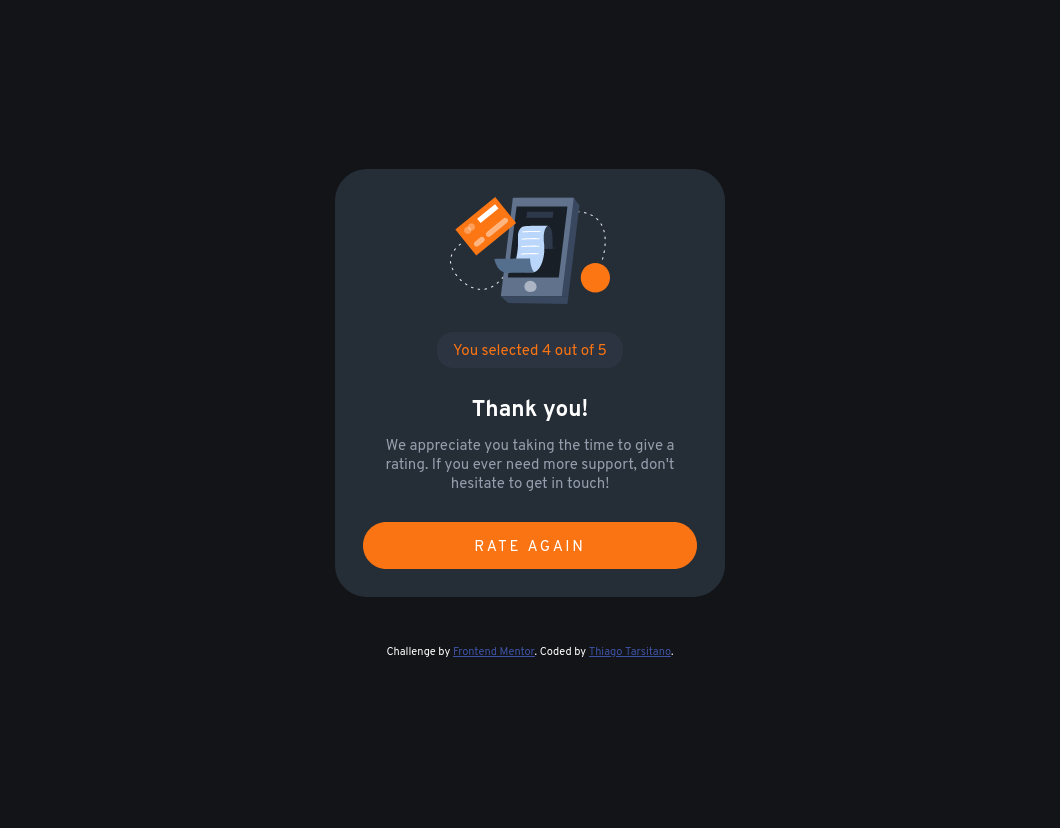 You selected 4 out of 5
Thank you!
We appreciate you taking the time to give a
rating. If you ever need more support, don't
hesitate to get in touch!
RATE AGAIN
Challenge by Frontend Mentor. Coded by Thiago Tarsitano.